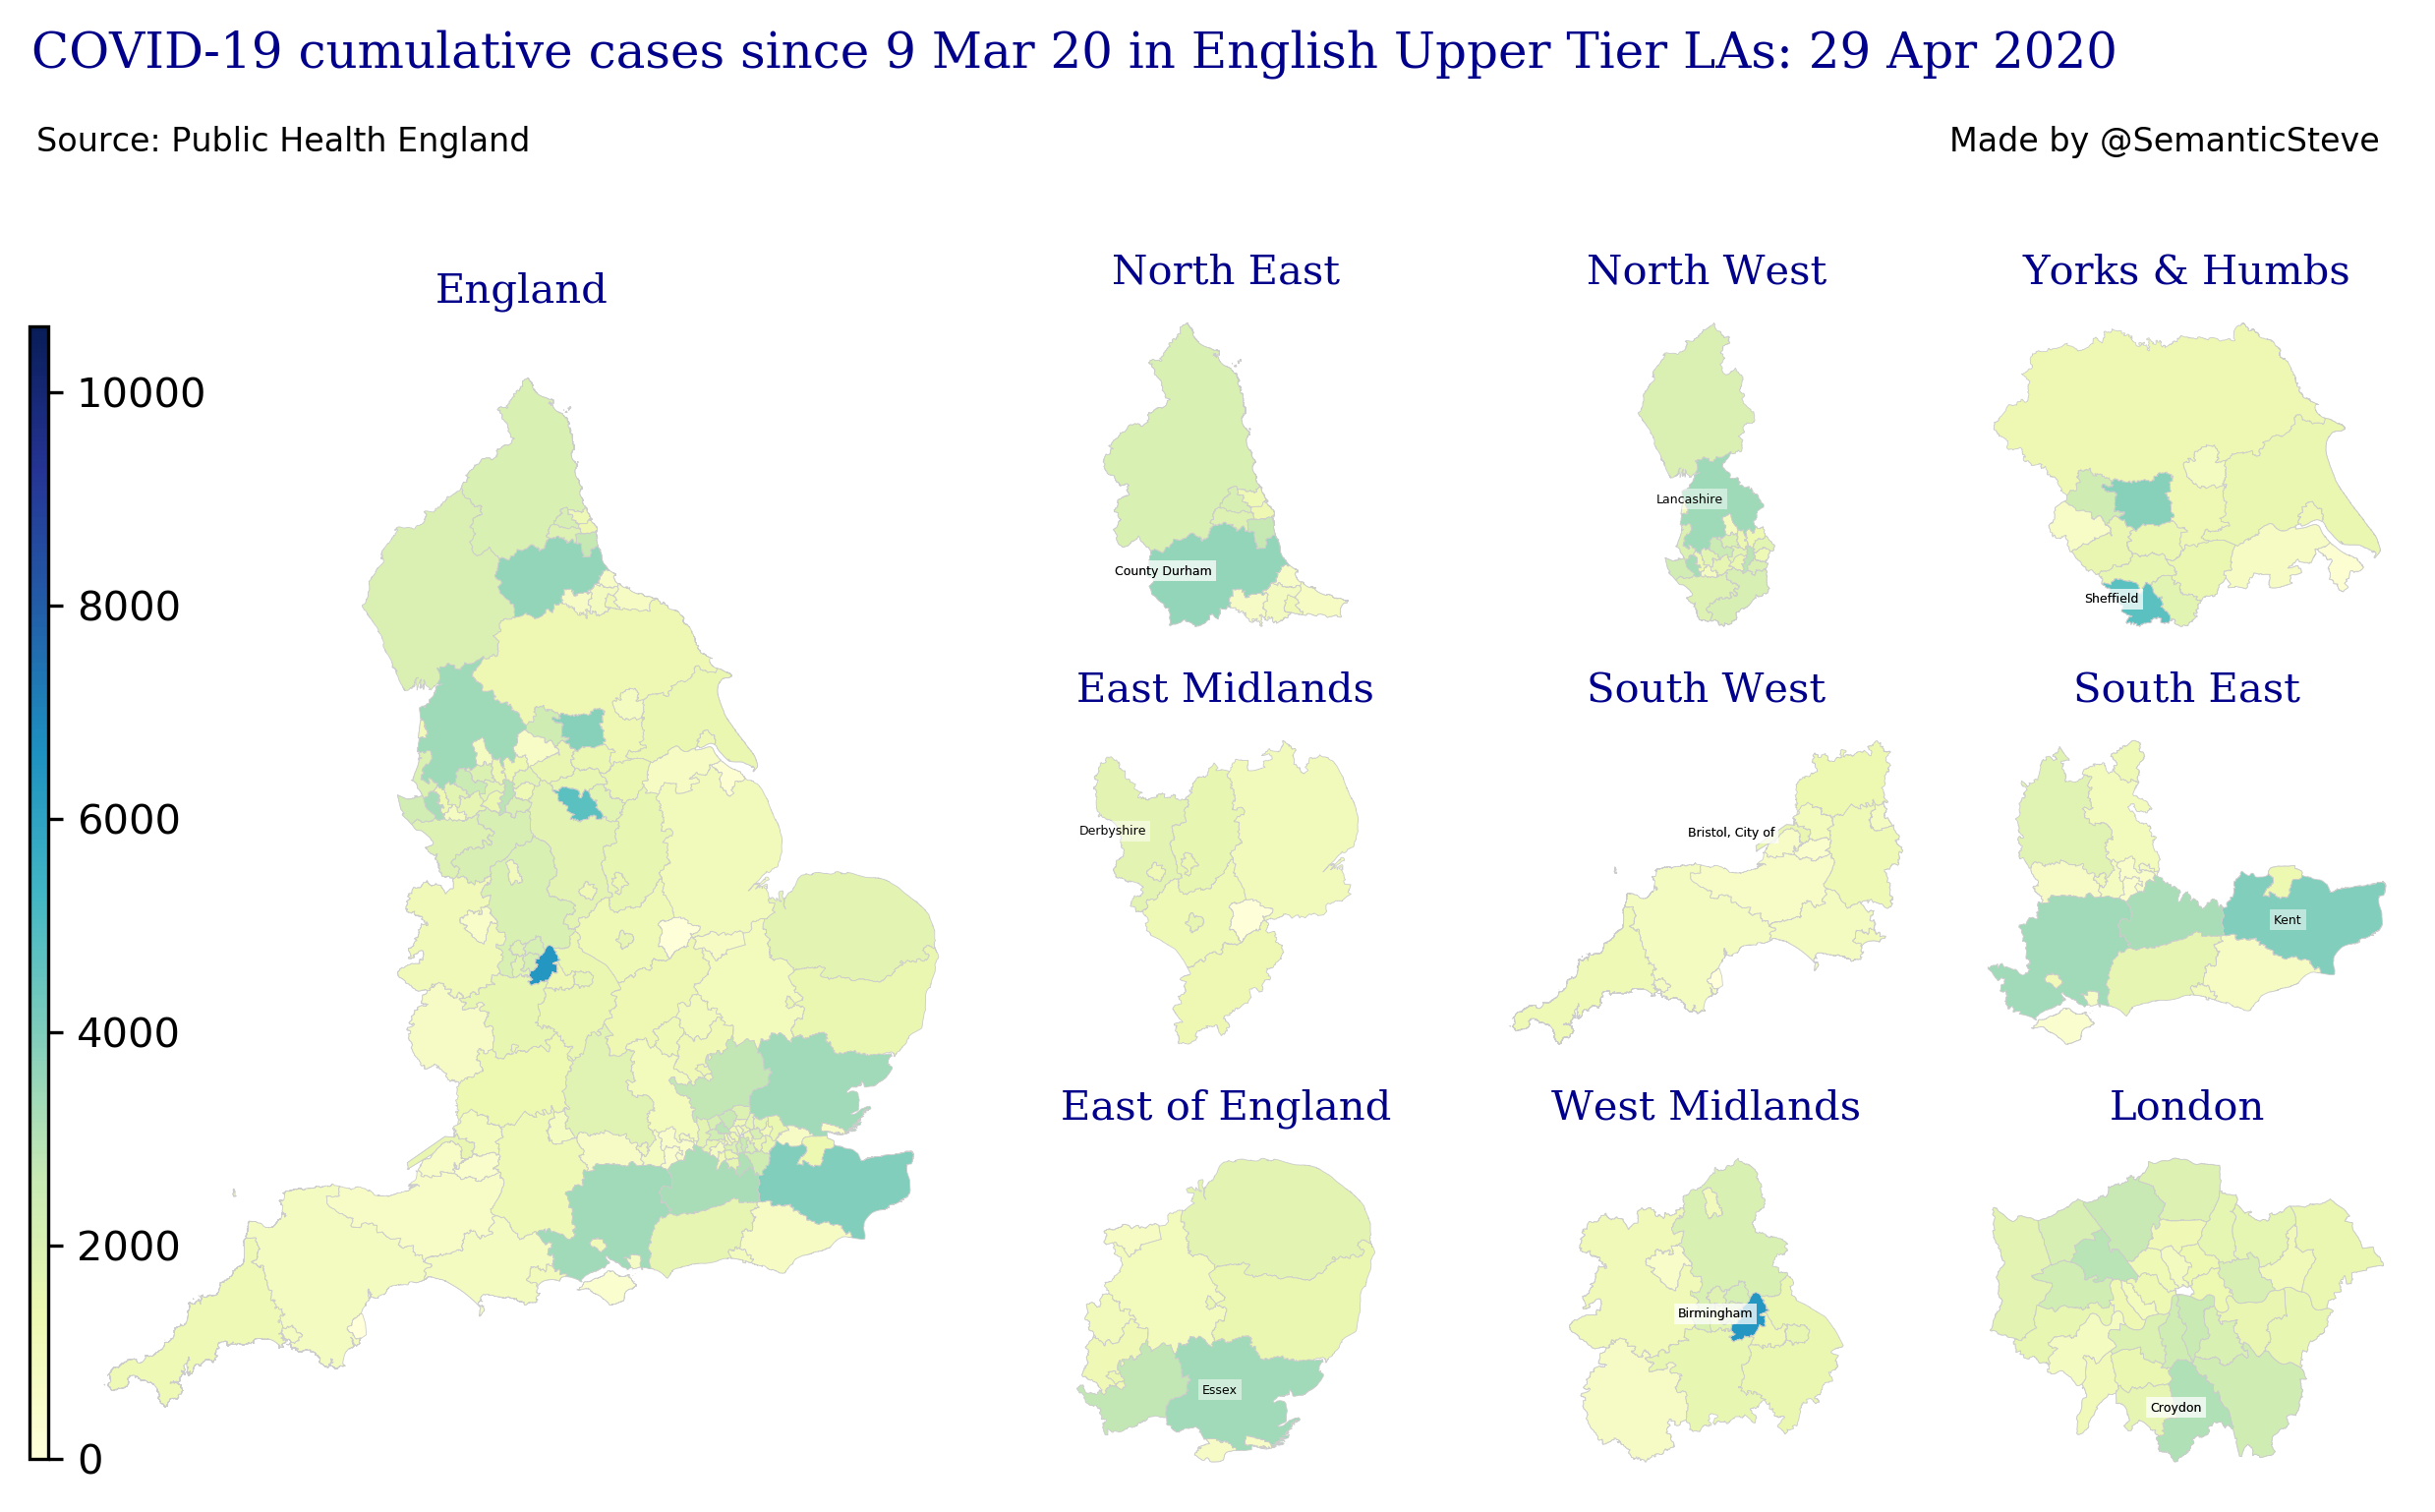 COVID-19 cumulative cases since 9 Mar 20 in English Upper Tier LAs: 29 Apr 2020
Source: Public Health England
Made by @SemanticSteve
England
10000
8000
6000
4000
2000
0
North East
County Durham
North West
Lancashire
Yorks & Humbs
Sheffield
East Midlands
Derbyshire
South West
Bristol, City of
South East
Kent
East of England
Essex
West Midlands
Birmingham
London
Croydon